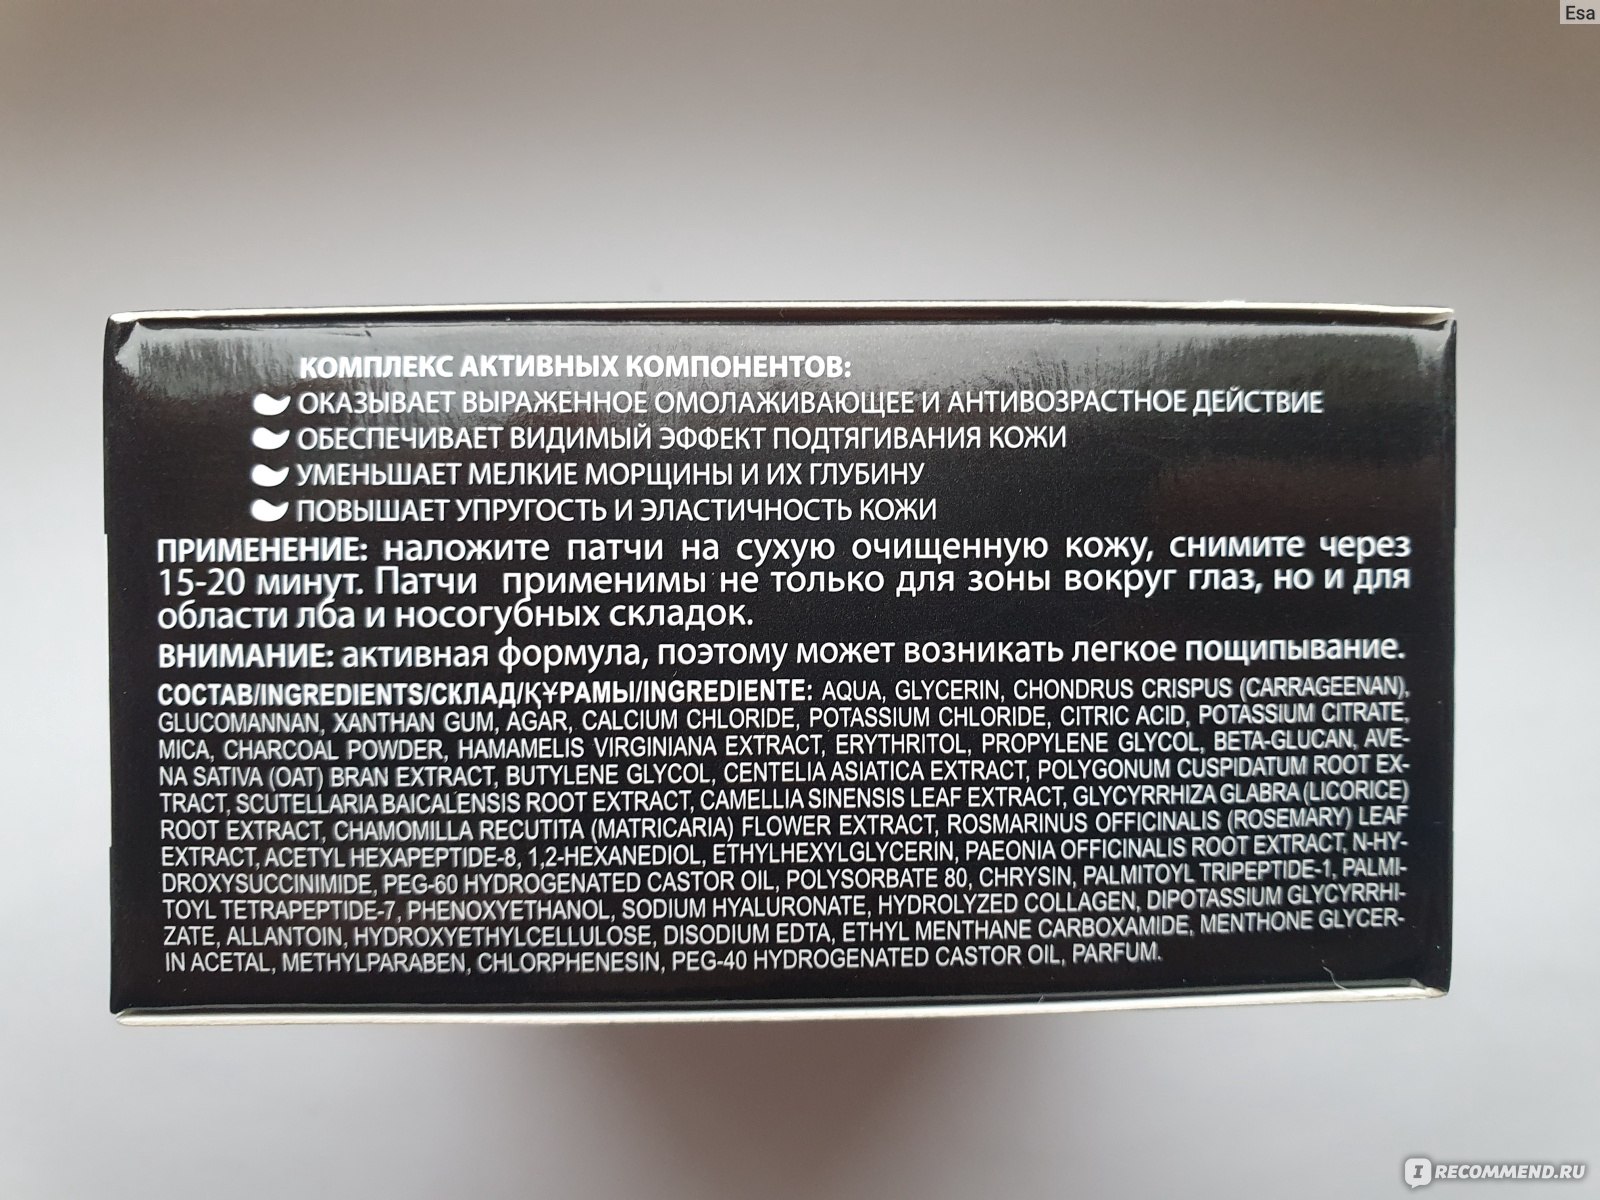 Esa
КОМПЛЕКС АКТИВНЫХ КОМПОНЕНТОВ:
ОКАЗЫВАЕТ ВЫРАЖЕННОЕ ОМОЛАЖИВАЮЩЕЕ И АНТИВОЗРАСТНОЕ ДЕЙСТВИЕ
ОБЕСПЕЧИВАЕТ ВИДИМЫЙ ЭФФЕКТ ПОДТЯГИВАНИЯ КОЖИ
УМЕНЬШАЕТ МЕЛКИЕ МОРЩИНЫ И ИХ ГЛУБИНУ
ПОВЫШАЕТ УПРУГОСТЬ И ЭЛАСТИЧНОСТЬ КОЖИ
ПРИМЕНЕНИЕ: наложите патчи на сухую очищенную кожу, снимите через
15-20 минут. Патчи применимы не только для зоны вокруг глаз, но и для
области лба и носогубных складок.
ВНИМАНИЕ: активная формула, поэтому может возникать легкое пощипывание.
СОСТАВ/INGREDIENTS/СКЛАД/ҚҰРАМЫ/INGREDIENTE: AQUA, GLYCERIN, CHONDRUS CRISPUS (CARRAGEENAN),
GLUCOMANNAN, XANTHAN GUM, AGAR, CALCIUM CHLORIDE, POTASSIUM CHLORIDE, CITRIC ACID, POTASSIUM CITRATE,
MICA, CHARCOAL POWDER, HAMAMELIS VIRGINIANA EXTRACT, ERYTHRITOL, PROPYLENE GLYCOL, BETA-GLUCAN, AVE-
NA SATIVA (OAT) BRAN EXTRACT, BUTYLENE GLYCOL, CENTELIA ASIATICA EXTRACT, POLYGONUM CUSPIDATUM ROOT EX-
TRACT, SCUTELLARIA BAICALENSIS ROOT EXTRACT, CAMELLIA SINENSIS LEAF EXTRACT, GLYCYRRHIZA GLABRA (LICORICE)
ROOT EXTRACT, CHAMOMILLA RECUTITA (MATRICARIA) FLOWER EXTRACT, ROSMARINUS OFFICINALIS (ROSEMARY) LEAF
EXTRACT, ACETYL HEXAPEPTIDE-8, 1,2-HEXANEDIOL, ETHYLHEXYLGLYCERIN, PAEONIA OFFICINALIS ROOT EXTRACT, N-HY-
DROXYSUCCINIMIDE, PEG-60 HYDROGENATED CASTOR OIL, POLYSORBATE 80, CHRYSIN, PALMITOYL TRIPEPTIDE-1, PALMI-
TOYL TETRAPEPTIDE-7, PHENOXYETHANOL, SODIUM HYALURONATE, HYDROLYZED COLLAGEN, DIPOTASSIUM GLYCYRRHI-
ZATE, ALLANTOIN, HYDROXYETHYLCELLULOSE, DISODIUM EDTA, ETHYL MENTHANE CARBOXAMIDE, MENTHONE GLYCER-
IN ACETAL, METHYLPARABEN, CHLORPHENESIN, PEG-40 HYDROGENATED CASTOR OIL, PARFUM.
IRECOMMEND.RU